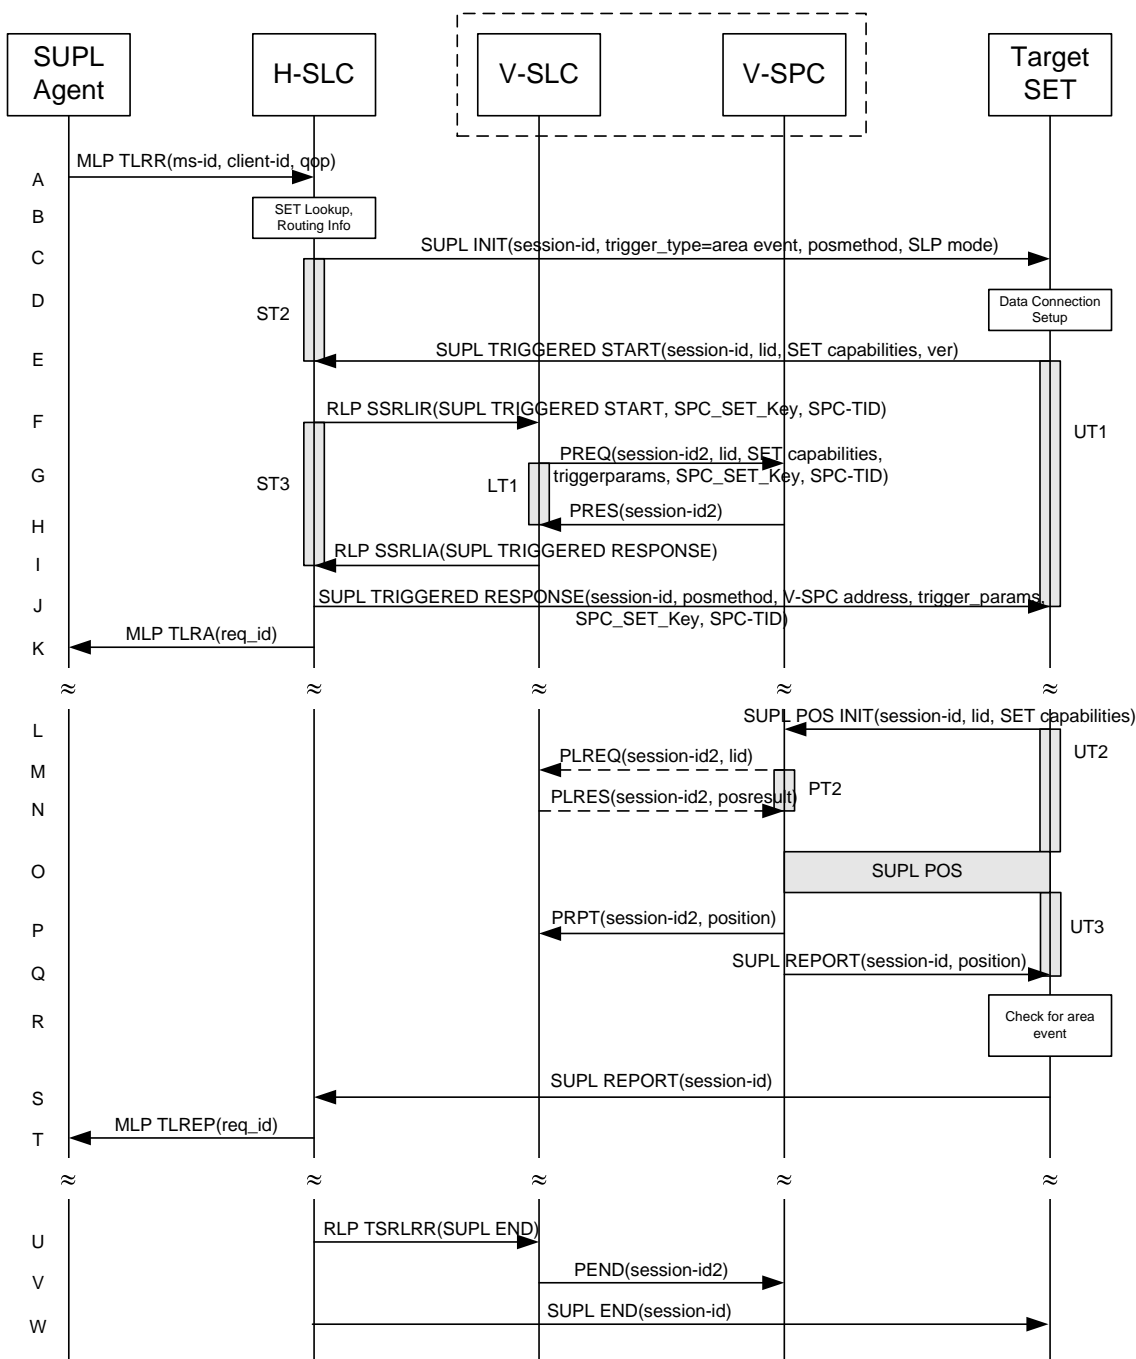 SUPL
Agent
H-SLC
V-SLC
V-SPC
Target
SET
A
MLP TLRR(ms-id, client-id, qop)
B
SET Lookup,
Routing Info
C
SUPL INIT(session-id, trigger_type=area event, posmethod, SLP mode)
D
ST2
Data Connection
Setup
E
SUPL TRIGGERED START(session-id, lid, SET capabilities, ver)
F
RLP SSRLIR(SUPL TRIGGERED START, SPC_SET_Key, SPC-TID)
UT1
G
ST3
LT1
PREQ(session-id2, lid, SET capabilities,
triggerparams, SPC_SET_Key, SPC-TID)
H
PRES(session-id2)
I
RLP SSRLIA(SUPL TRIGGERED RESPONSE)
J
SUPL TRIGGERED RESPONSE(session-id, posmethod, V-SPC address, trigger_params,
SPC_SET_Key, SPC-TID)
K
MLP TLRA(req_id)
≈ ≈ ≈ ≈ ≈
L
SUPL POS INIT(session-id, lid, SET capabilities)
UT2
M
PLREQ(session-id2, lid)
PT2
N
PLRES(session-id2, posresult)
O
SUPL POS
P
PRPT(session-id2, position)
UT3
Q
SUPL REPORT(session-id, position)
R
Check for area
event
S
SUPL REPORT(session-id)
T
MLP TLREP(req_id)
≈ ≈ ≈ ≈ ≈
U
RLP TSRLRR(SUPL END)
V
PEND(session-id2)
W
SUPL END(session-id)